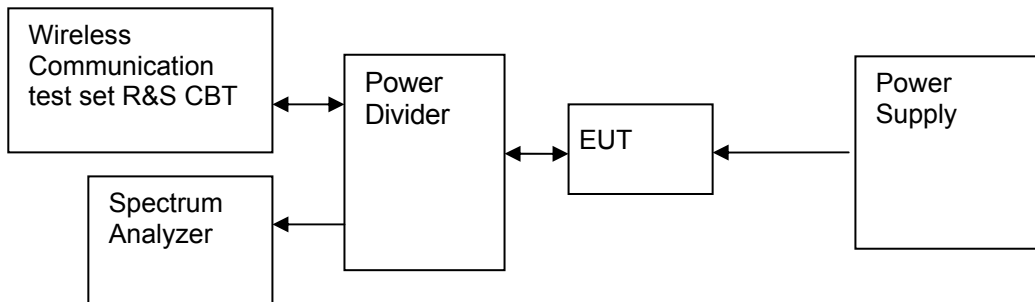 Wireless
Communication
test set R&S CBT
Power
Divider
EUT
Power
Supply
Spectrum
Analyzer